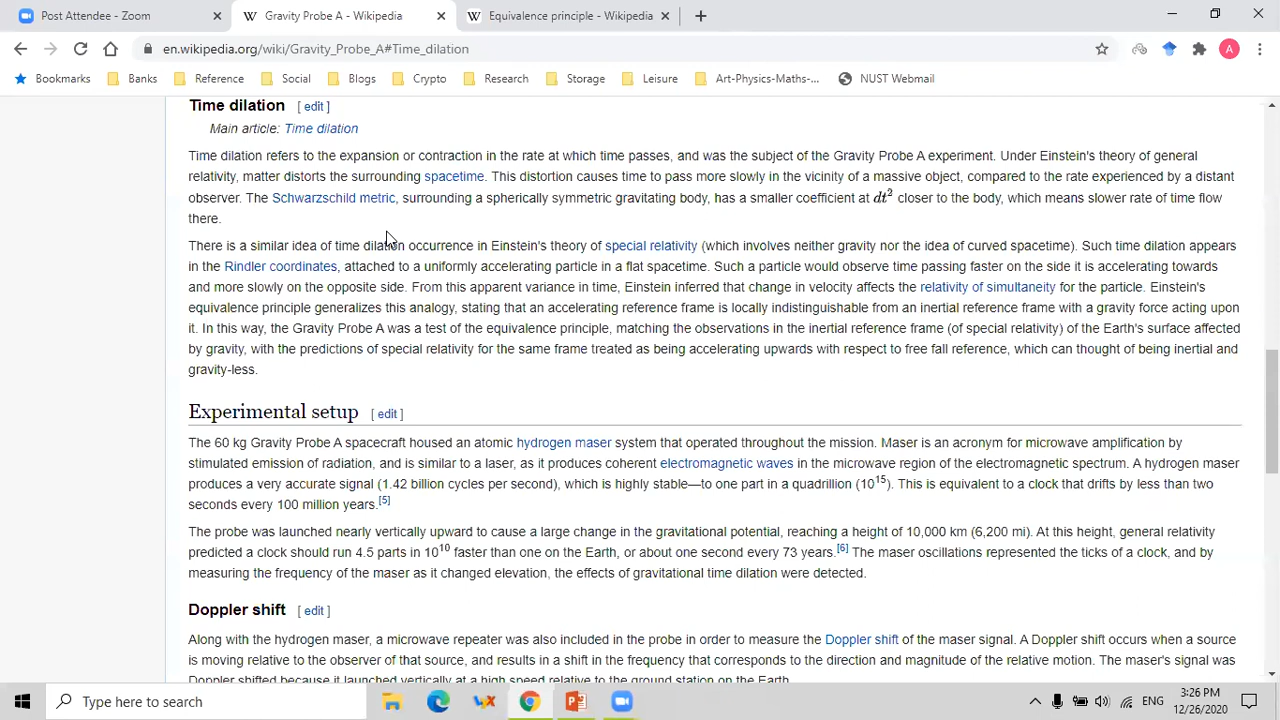 Post Attendee - Zoom
Gravity Probe A - Wikipedia
Equivalence principle - Wikipedia
en.wikipedia.org/wiki/Gravity_Probe_A#Time_dilation
A
Bookmarks Banks Reference Social Blogs Crypto Research Storage Leisure Art-Physics-Maths-... NUST Webmail
Time dilation [ edit ]
Main article: Time dilation
Time dilation refers to the expansion or contraction in the rate at which time passes, and was the subject of the Gravity Probe A experiment. Under Einstein's theory of general
relativity, matter distorts the surrounding spacetime. This distortion causes time to pass more slowly in the vicinity of a massive object, compared to the rate experienced by a distant
observer. The Schwarzschild metric, surrounding a spherically symmetric gravitating body, has a smaller coefficient at dt² closer to the body, which means slower rate of time flow
there.
There is a similar idea of time dilation occurrence in Einstein's theory of special relativity (which involves neither gravity nor the idea of curved spacetime). Such time dilation appears
in the Rindler coordinates, attached to a uniformly accelerating particle in a flat spacetime. Such a particle would observe time passing faster on the side it is accelerating towards
and more slowly on the opposite side. From this apparent variance in time, Einstein inferred that change in velocity affects the relativity of simultaneity for the particle. Einstein's
equivalence principle generalizes this analogy, stating that an accelerating reference frame is locally indistinguishable from an inertial reference frame with a gravity force acting upon
it. In this way, the Gravity Probe A was a test of the equivalence principle, matching the observations in the inertial reference frame (of special relativity) of the Earth's surface affected
by gravity, with the predictions of special relativity for the same frame treated as being accelerating upwards with respect to free fall reference, which can thought of being inertial and
gravity-less.
Experimental setup [ edit ]
The 60 kg Gravity Probe A spacecraft housed an atomic hydrogen maser system that operated throughout the mission. Maser is an acronym for microwave amplification by
stimulated emission of radiation, and is similar to a laser, as it produces coherent electromagnetic waves in the microwave region of the electromagnetic spectrum. A hydrogen maser
produces a very accurate signal (1.42 billion cycles per second), which is highly stable—to one part in a quadrillion (10¹⁵). This is equivalent to a clock that drifts by less than two
seconds every 100 million years.[5]
The probe was launched nearly vertically upward to cause a large change in the gravitational potential, reaching a height of 10,000 km (6,200 mi). At this height, general relativity
predicted a clock should run 4.5 parts in 10¹⁰ faster than one on the Earth, or about one second every 73 years.[6] The maser oscillations represented the ticks of a clock, and by
measuring the frequency of the maser as it changed elevation, the effects of gravitational time dilation were detected.
Doppler shift [ edit ]
Along with the hydrogen maser, a microwave repeater was also included in the probe in order to measure the Doppler shift of the maser signal. A Doppler shift occurs when a source
is moving relative to the observer of that source, and results in a shift in the frequency that corresponds to the direction and magnitude of the relative motion. The maser's signal was
Doppler shifted because it launched vertically at a high speed relative to the ground station on the Earth.
Type here to search
ENG
3:26 PM
12/26/2020